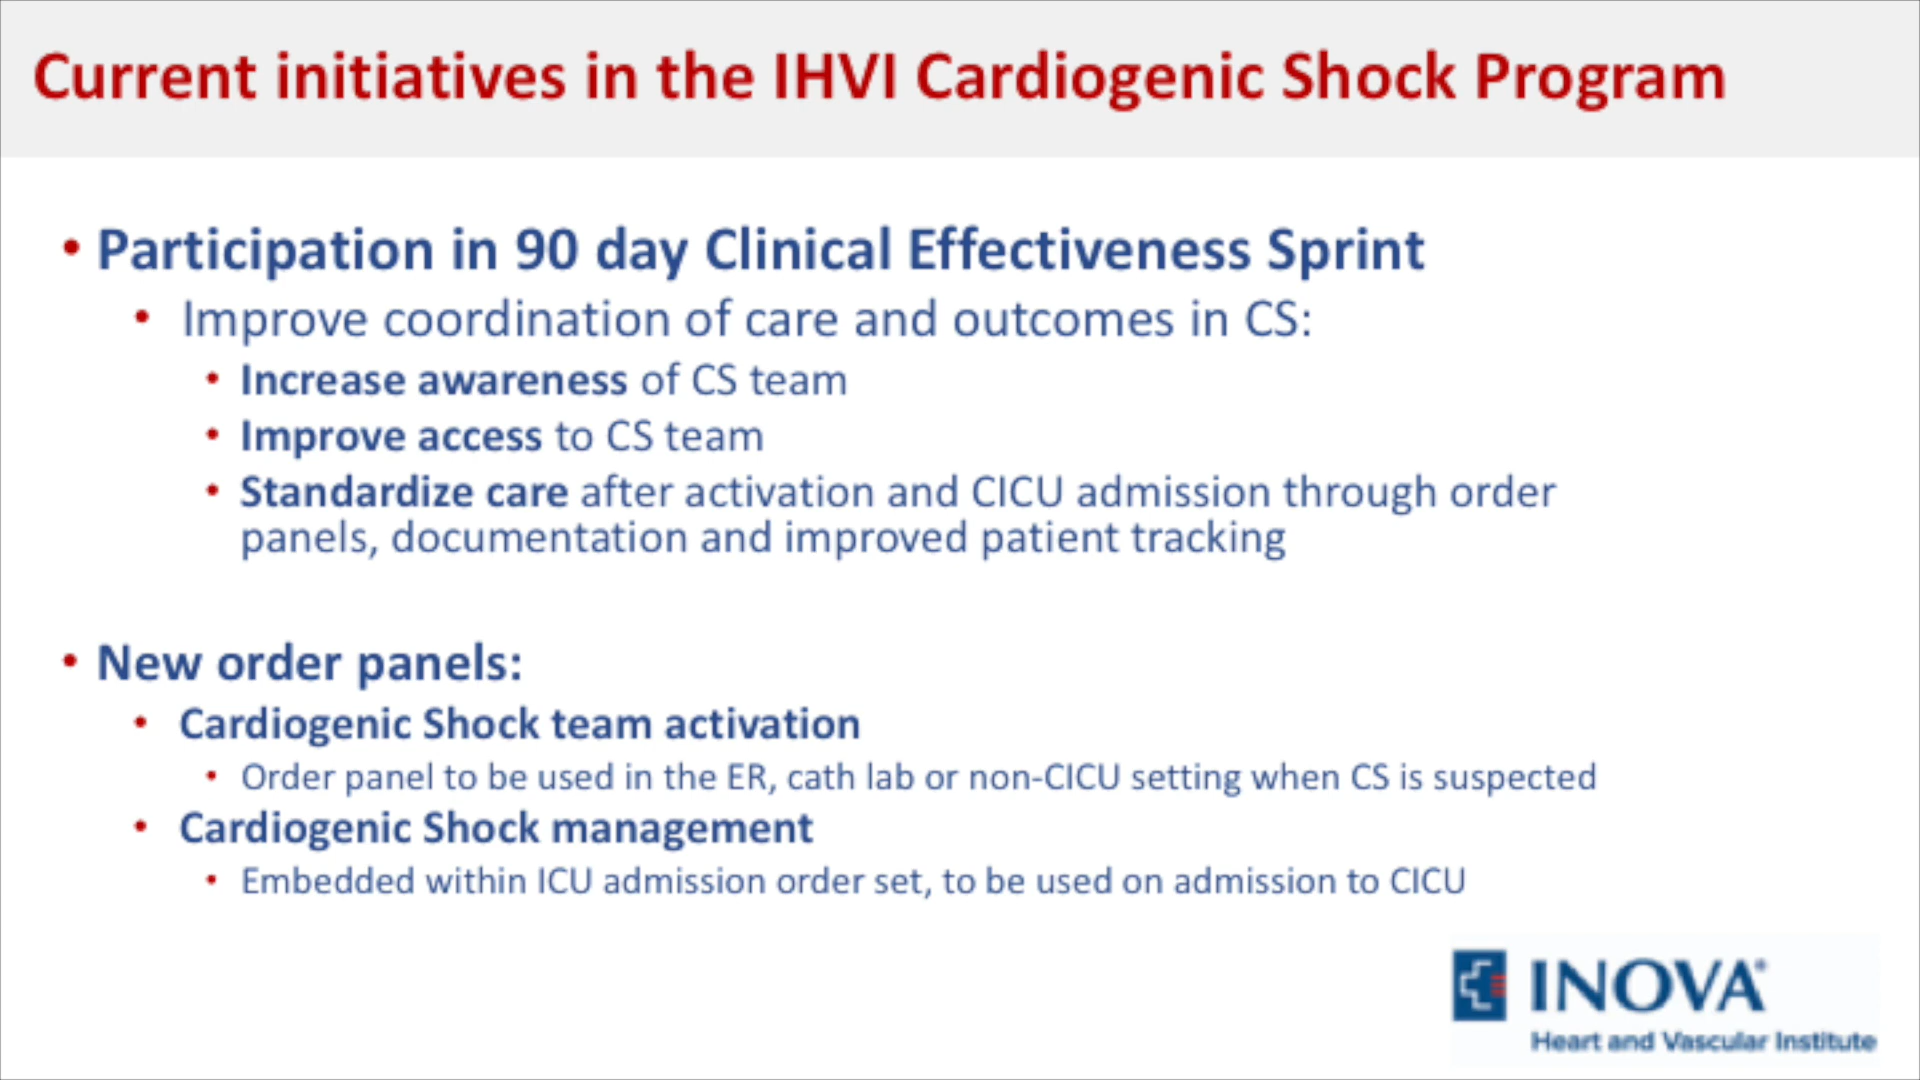 Current initiatives in the IHVI Cardiogenic Shock Program
• Participation in 90 day Clinical Effectiveness Sprint
• Improve coordination of care and outcomes in CS:
• Increase awareness of CS team
• Improve access to CS team
• Standardize care after activation and CICU admission through order
panels, documentation and improved patient tracking
• New order panels:
• Cardiogenic Shock team activation
• Order panel to be used in the ER, cath lab or non-CICU setting when CS is suspected
• Cardiogenic Shock management
• Embedded within ICU admission order set, to be used on admission to CICU
INOVA®
Heart and Vascular Institute